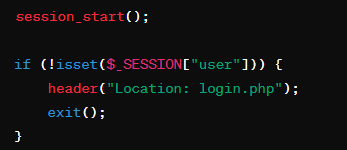 session_start();
if (!isset($_SESSION["user"])) {
header("Location: login.php");
exit();
}